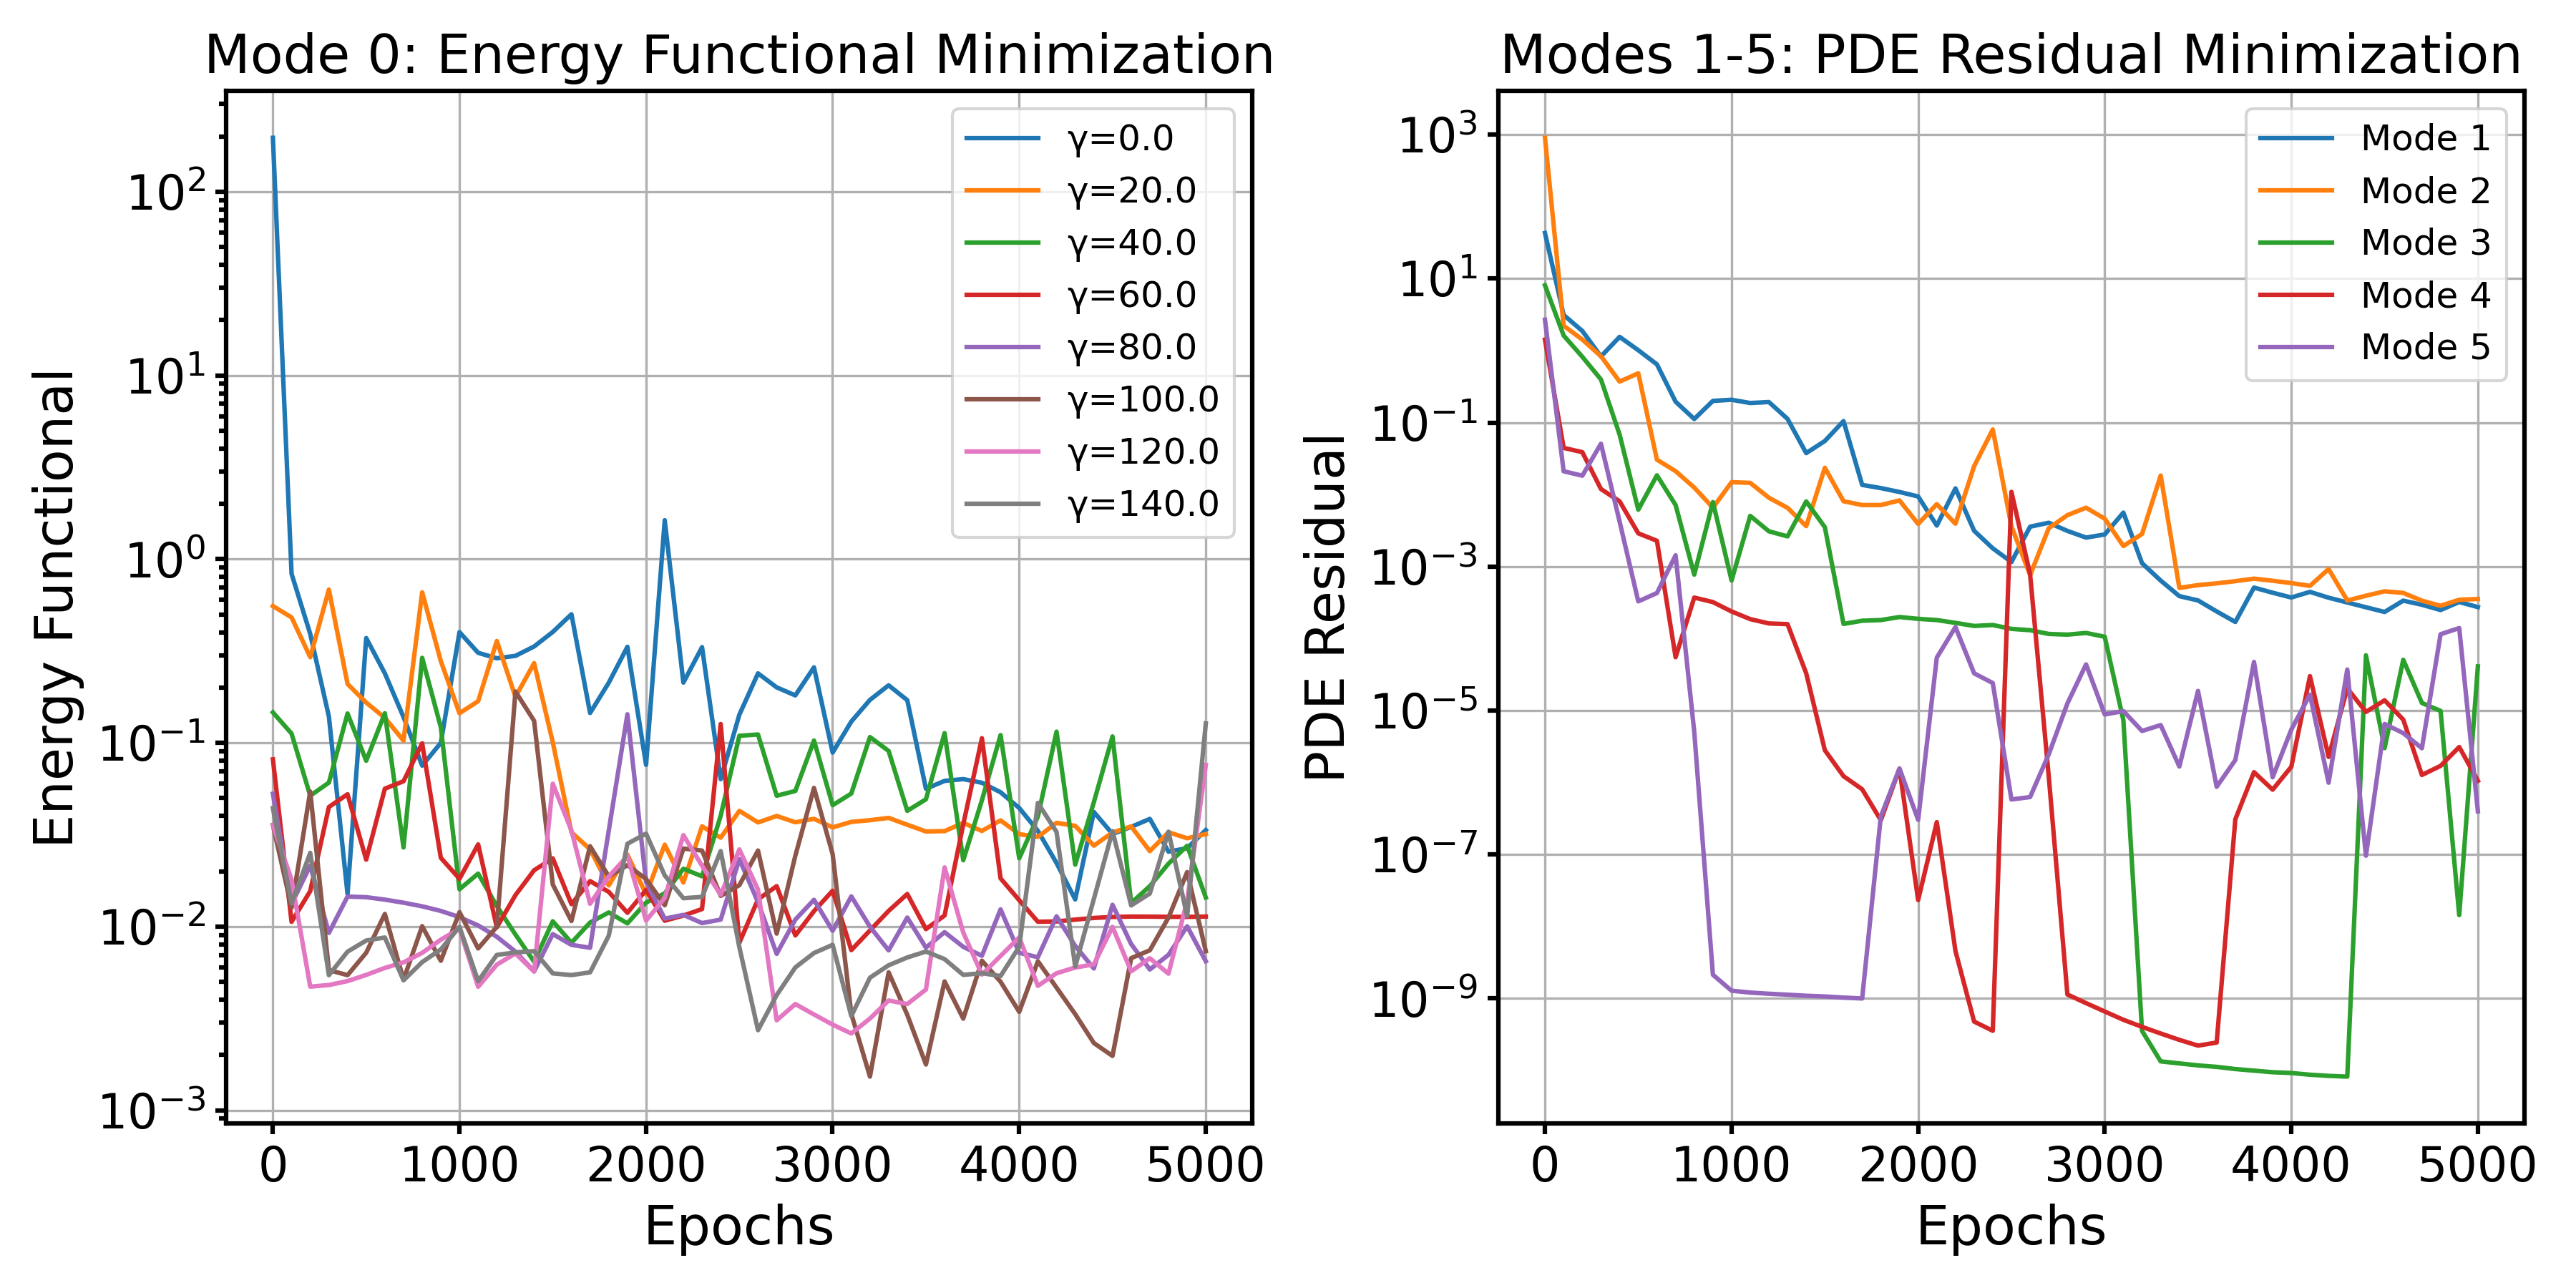 Mode 0: Energy Functional Minimization
Energy Functional
10²
10¹
10⁰
10⁻¹
10⁻²
10⁻³
0 1000 2000 3000 4000 5000
Epochs
γ=0.0
γ=20.0
γ=40.0
γ=60.0
γ=80.0
γ=100.0
γ=120.0
γ=140.0
Modes 1-5: PDE Residual Minimization
PDE Residual
10³
10¹
10⁻¹
10⁻³
10⁻⁵
10⁻⁷
10⁻⁹
0 1000 2000 3000 4000 5000
Epochs
Mode 1
Mode 2
Mode 3
Mode 4
Mode 5